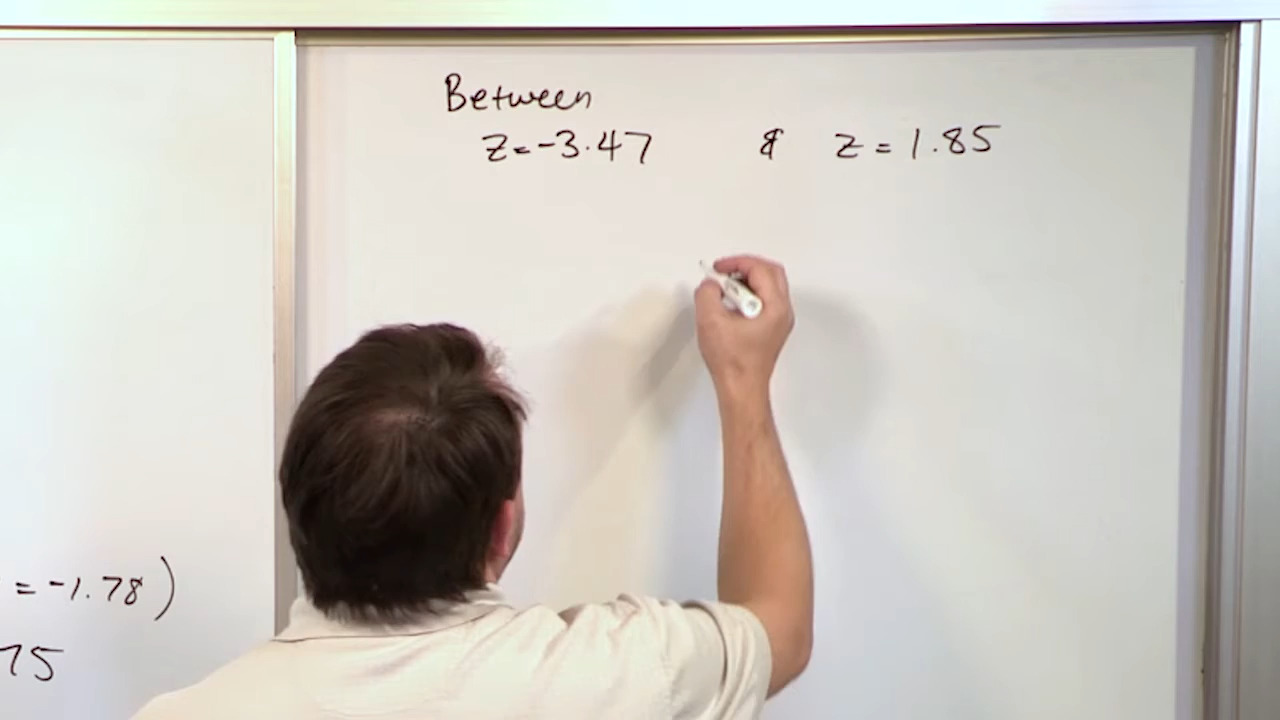 Between
z=-3.47 & z = 1.85
= -1.78)
75